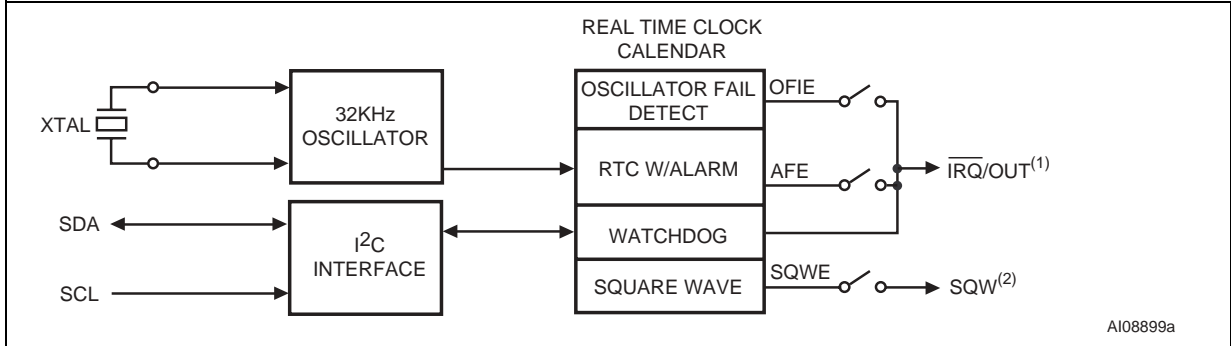 REAL TIME CLOCK
CALENDAR
XTAL
32KHz
OSCILLATOR
OSCILLATOR FAIL
DETECT
OFIE
RTC W/ALARM
AFE
IRQ/OUT(1)
SDA
SCL
I2C
INTERFACE
WATCHDOG
SQUARE WAVE
SQWE
SQW(2)
AI08899a